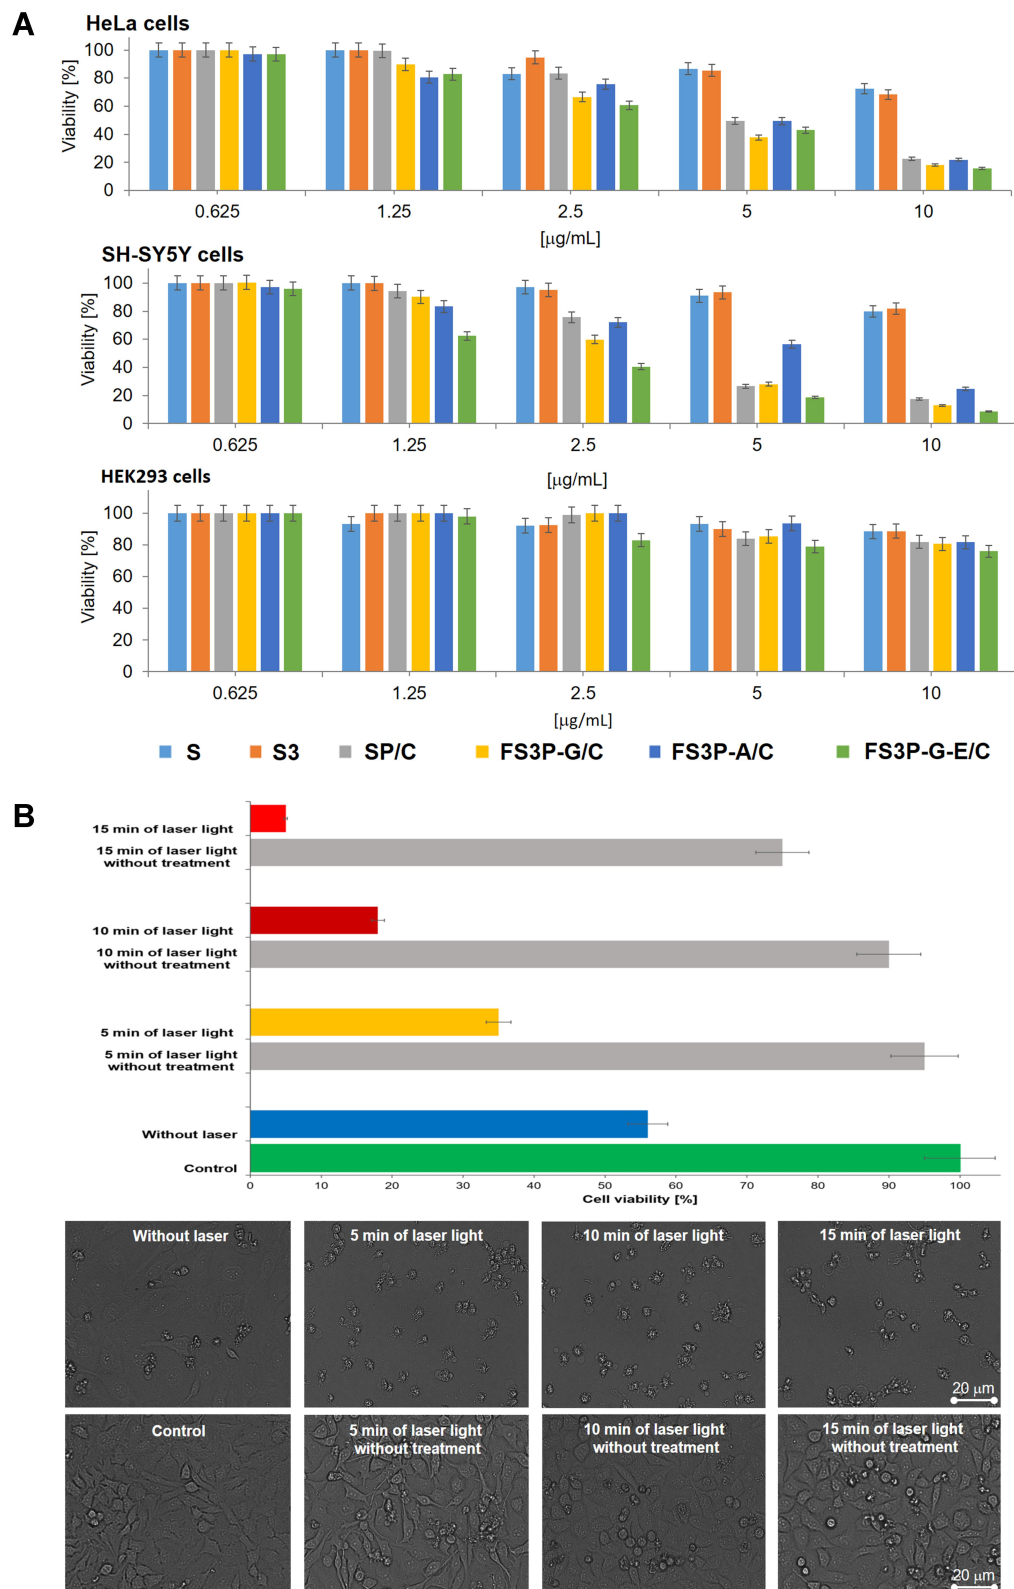 A
HeLa cells
Viability [%]
100
80
60
40
20
0
0.625 1.25 2.5 5 10
[μg/mL]
SH-SY5Y cells
Viability [%]
100
80
60
40
20
0
0.625 1.25 2.5 5 10
[μg/mL]
HEK293 cells
Viability [%]
100
80
60
40
20
0
0.625 1.25 2.5 5 10
[μg/mL]
S S3 SP/C FS3P-G/C FS3P-A/C FS3P-G-E/C
B
15 min of laser light
15 min of laser light
without treatment
10 min of laser light
10 min of laser light
without treatment
5 min of laser light
5 min of laser light
without treatment
Without laser
Control
0 10 20 30 40 50 60 70 80 90 100
Cell viability [%]
Without laser
5 min of laser light
10 min of laser light
15 min of laser light
20 μm
Control
5 min of laser light
without treatment
10 min of laser light
without treatment
15 min of laser light
without treatment
20 μm